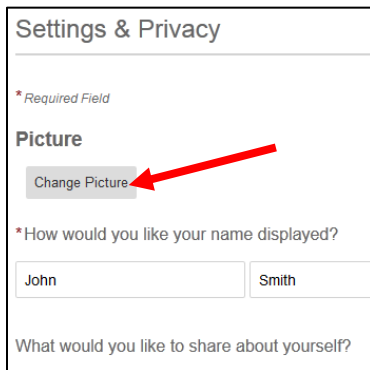 Settings & Privacy
* Required Field
Picture
Change Picture
* How would you like your name displayed?
John Smith
What would you like to share about yourself?